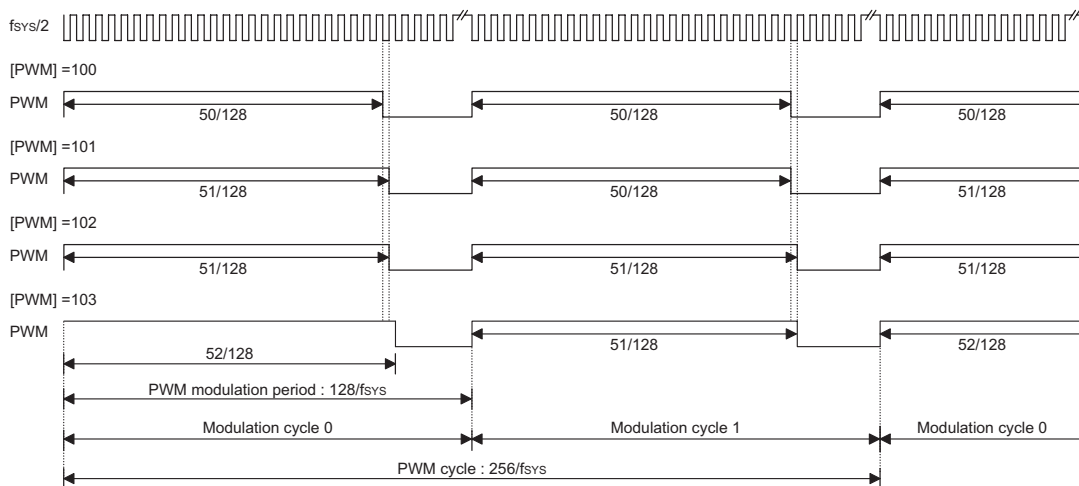 fSYS/2
[PWM] =100
PWM
50/128 50/128 50/128
[PWM] =101
PWM
51/128 50/128 51/128
[PWM] =102
PWM
51/128 51/128 51/128
[PWM] =103
PWM
52/128 51/128 52/128
PWM modulation period : 128/fSYS
Modulation cycle 0 Modulation cycle 1 Modulation cycle 0
PWM cycle : 256/fSYS